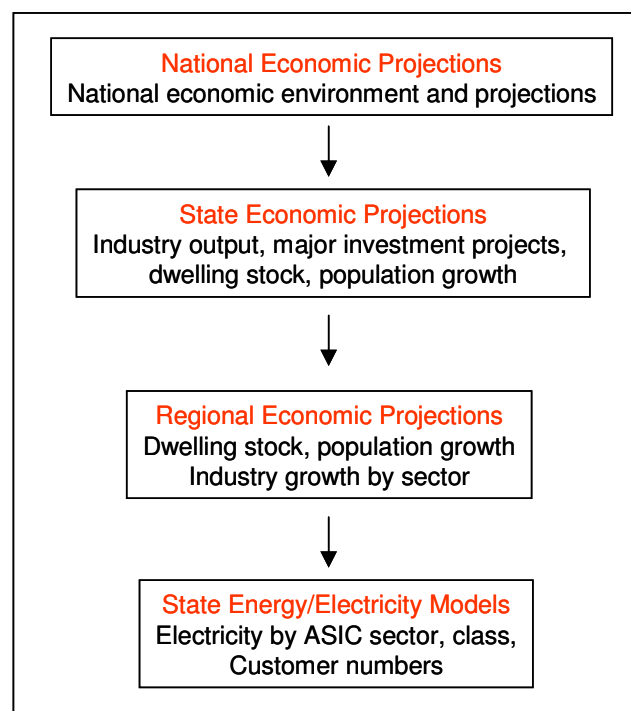 National Economic Projections
National economic environment and projections
State Economic Projections
Industry output, major investment projects,
dwelling stock, population growth
Regional Economic Projections
Dwelling stock, population growth
Industry growth by sector
State Energy/Electricity Models
Electricity by ASIC sector, class,
Customer numbers